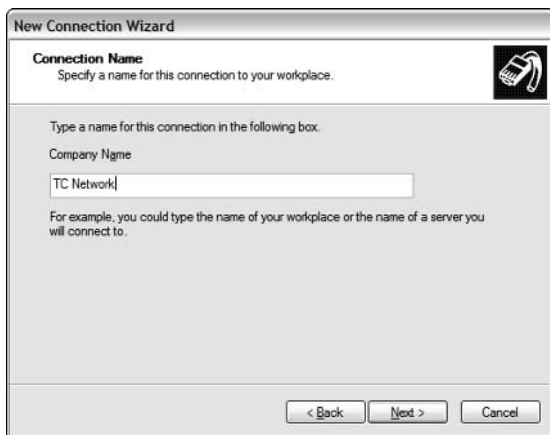 New Connection Wizard
Connection Name
Specify a name for this connection to your workplace.
Type a name for this connection in the following box.
Company Name
TC Network
For example, you could type the name of your workplace or the name of a server you
will connect to.
< Back
Next >
Cancel